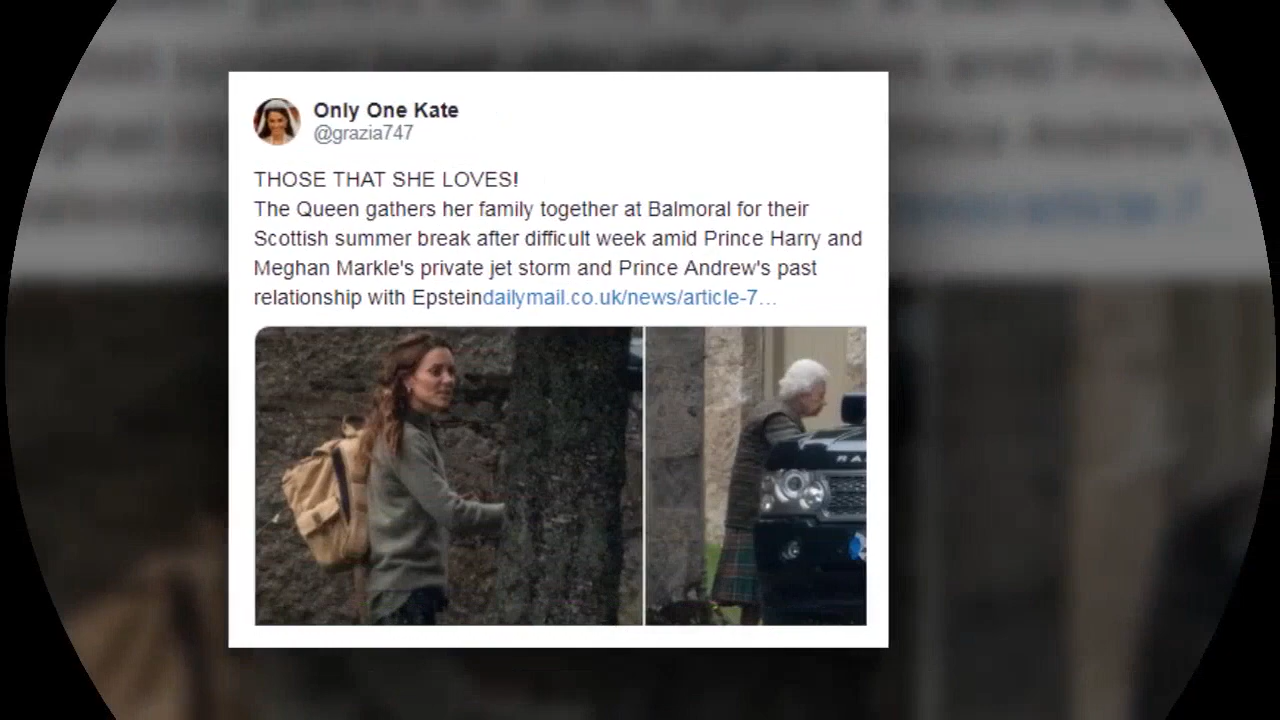 Only One Kate
@grazia747
THOSE THAT SHE LOVES!
The Queen gathers her family together at Balmoral for their
Scottish summer break after difficult week amid Prince Harry and
Meghan Markle's private jet storm and Prince Andrew's past
relationship with Epsteindailymail.co.uk/news/article-7…
RA